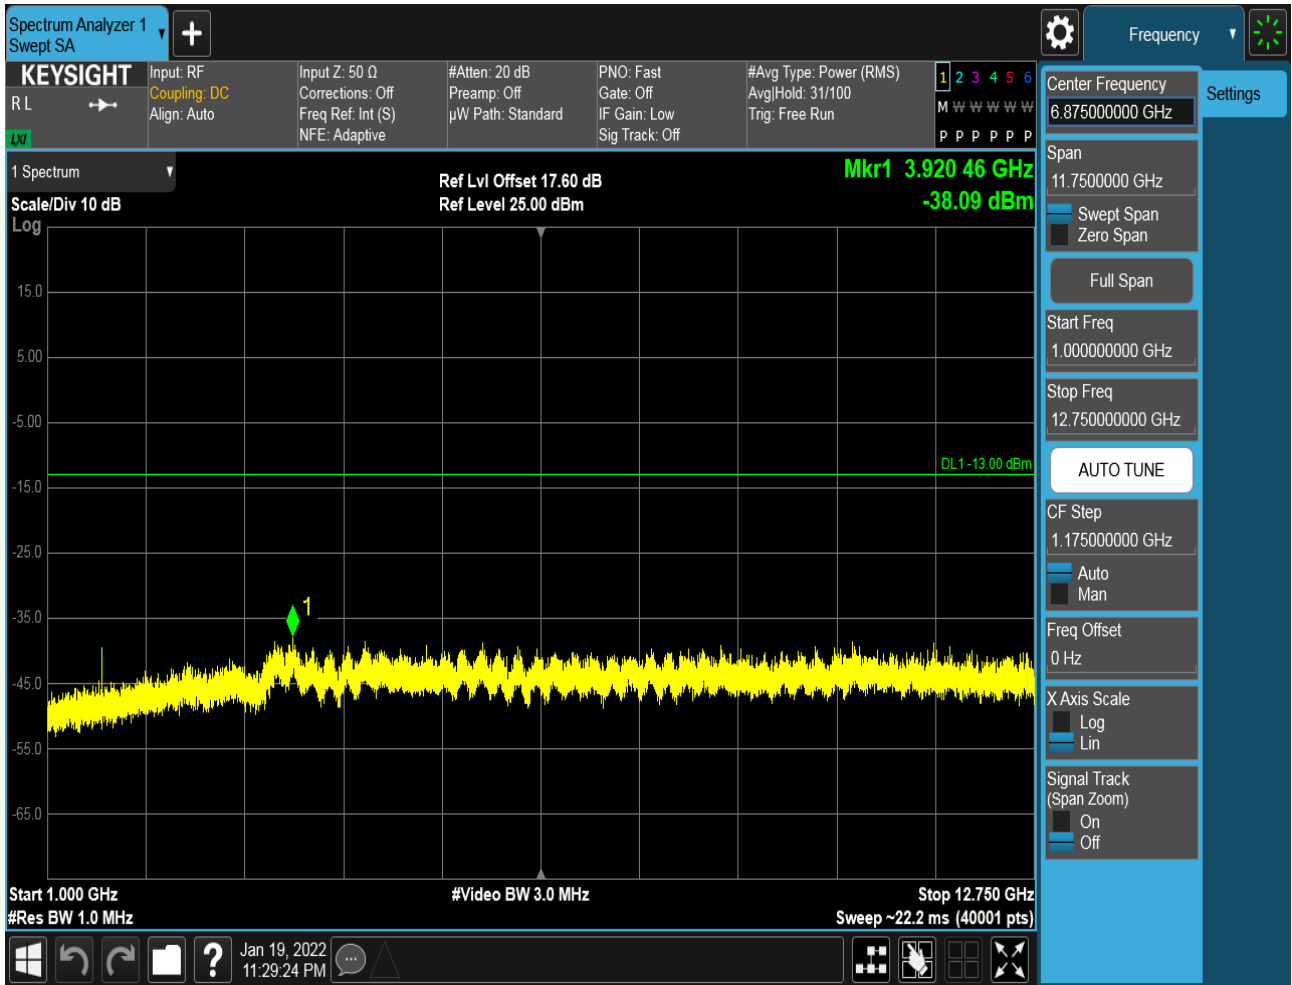 Spectrum Analyzer 1
Swept SA
+
Frequency
KEYSIGHT
R L
LXI
Input: RF
Coupling: DC
Align: Auto
Input Z: 50 Ω
Corrections: Off
Freq Ref: Int (S)
NFE: Adaptive
#Atten: 20 dB
Preamp: Off
µW Path: Standard
PNO: Fast
Gate: Off
IF Gain: Low
Sig Track: Off
#Avg Type: Power (RMS)
Avg|Hold: 31/100
Trig: Free Run
1 2 3 4 5 6
M W W W W W
P P P P P P
1 Spectrum
Scale/Div 10 dB
Log
Ref Lvl Offset 17.60 dB
Ref Level 25.00 dBm
Mkr1 3.920 46 GHz
-38.09 dBm
15.0
5.00
-5.00
DL1 -13.00 dBm
-15.0
-25.0
-35.0
1
-45.0
-55.0
-65.0
Start 1.000 GHz
#Res BW 1.0 MHz
#Video BW 3.0 MHz
Stop 12.750 GHz
Sweep ~22.2 ms (40001 pts)
?
Jan 19, 2022
11:29:24 PM
Center Frequency
6.875000000 GHz
Settings
Span
11.7500000 GHz
Swept Span
Zero Span
Full Span
Start Freq
1.000000000 GHz
Stop Freq
12.750000000 GHz
AUTO TUNE
CF Step
1.175000000 GHz
Auto
Man
Freq Offset
0 Hz
X Axis Scale
Log
Lin
Signal Track
(Span Zoom)
On
Off